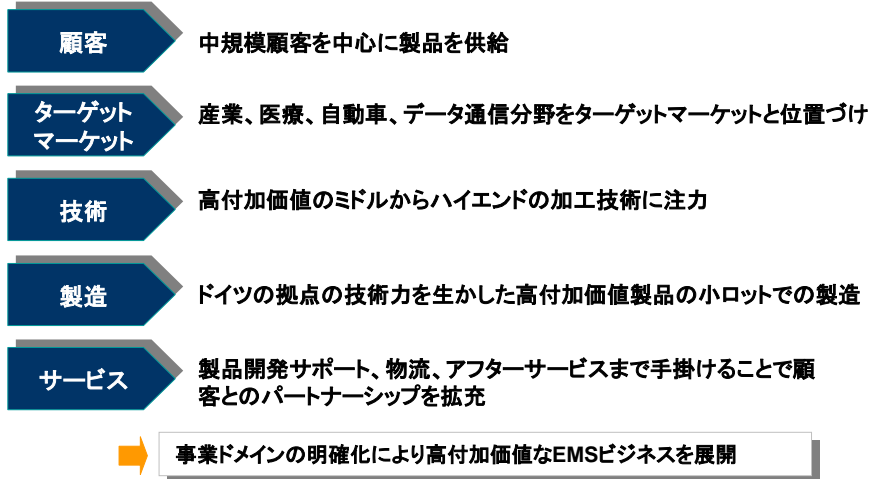 顧客
中規模顧客を中心に製品を供給
ターゲット
マーケット
産業、医療、自動車、データ通信分野をターゲットマーケットと位置づけ
技術
高付加価値のミドルからハイエンドの加工技術に注力
製造
ドイツの拠点の技術力を生かした高付加価値製品の小ロットでの製造
サービス
製品開発サポート、物流、アフターサービスまで手掛けることで顧
客とのパートナーシップを拡充
事業ドメインの明確化により高付加価値なEMSビジネスを展開